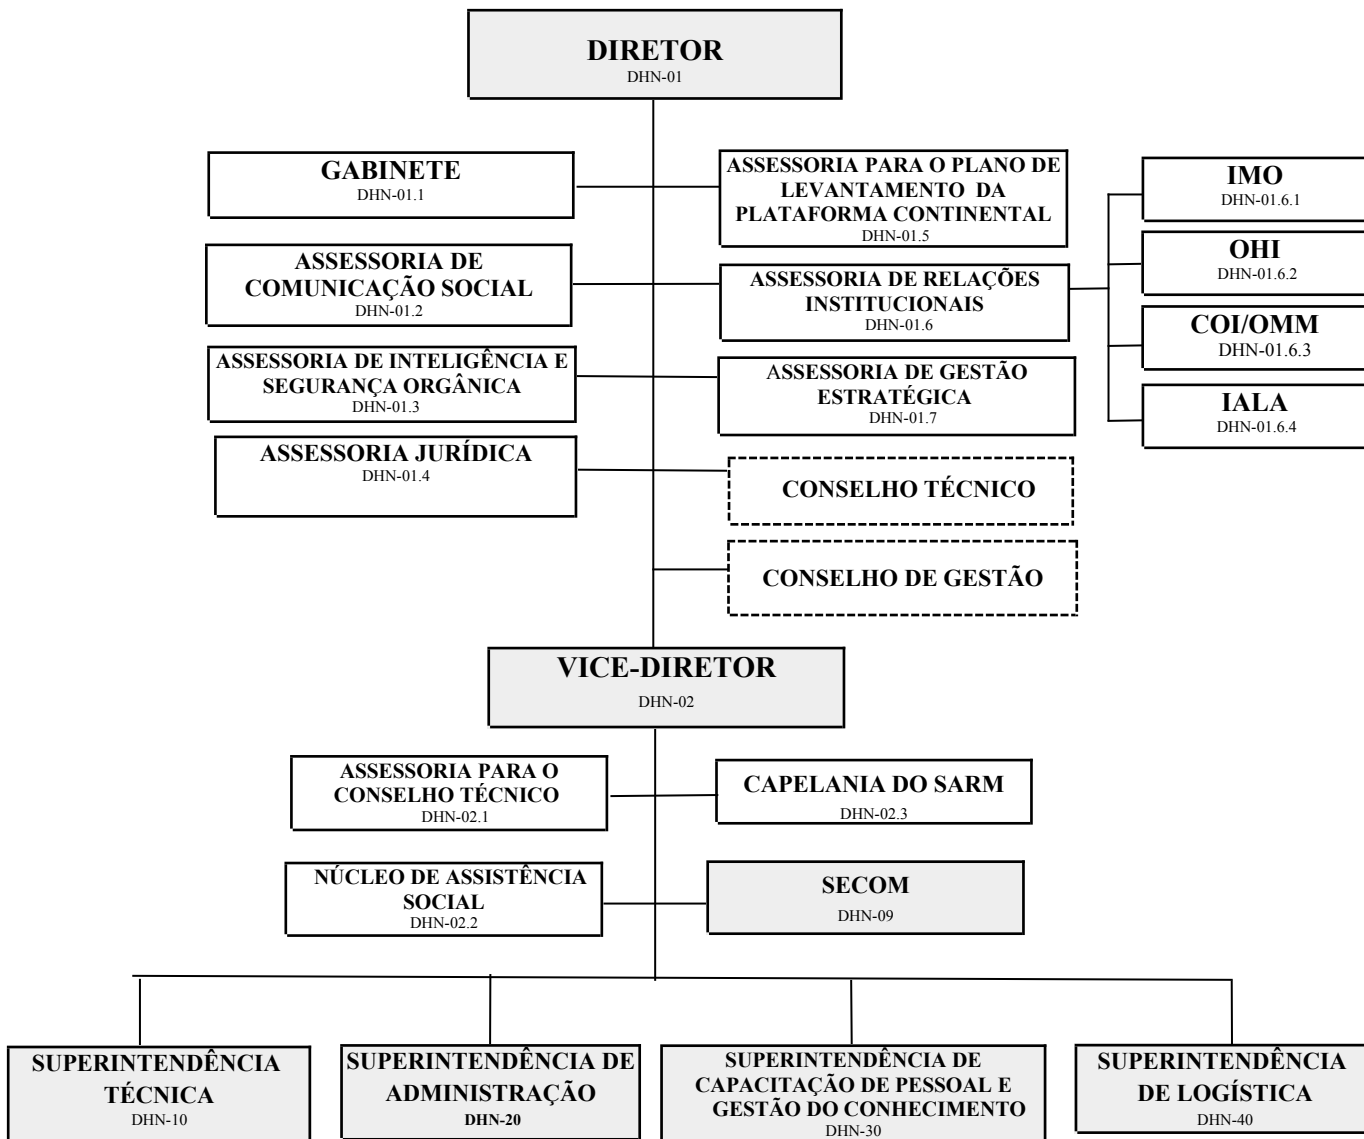 DIRETOR
DHN-01
GABINETE
DHN-01.1
ASSESSORIA PARA O PLANO DE
LEVANTAMENTO DA
PLATAFORMA CONTINENTAL
DHN-01.5
IMO
DHN-01.6.1
ASSESSORIA DE
COMUNICAÇÃO SOCIAL
DHN-01.2
ASSESSORIA DE RELAÇÕES
INSTITUCIONAIS
DHN-01.6
OHI
DHN-01.6.2
COI/OMM
DHN-01.6.3
ASSESSORIA DE INTELIGÊNCIA E
SEGURANÇA ORGÂNICA
DHN-01.3
ASSESSORIA DE GESTÃO
ESTRATÉGICA
DHN-01.7
IALA
DHN-01.6.4
ASSESSORIA JURÍDICA
DHN-01.4
CONSELHO TÉCNICO
CONSELHO DE GESTÃO
VICE-DIRETOR
DHN-02
ASSESSORIA PARA O
CONSELHO TÉCNICO
DHN-02.1
CAPELANIA DO SARM
DHN-02.3
NÚCLEO DE ASSISTÊNCIA
SOCIAL
DHN-02.2
SECOM
DHN-09
SUPERINTENDÊNCIA
TÉCNICA
DHN-10
SUPERINTENDÊNCIA DE
ADMINISTRAÇÃO
DHN-20
SUPERINTENDÊNCIA DE
CAPACITAÇÃO DE PESSOAL E
GESTÃO DO CONHECIMENTO
DHN-30
SUPERINTENDÊNCIA
DE LOGÍSTICA
DHN-40